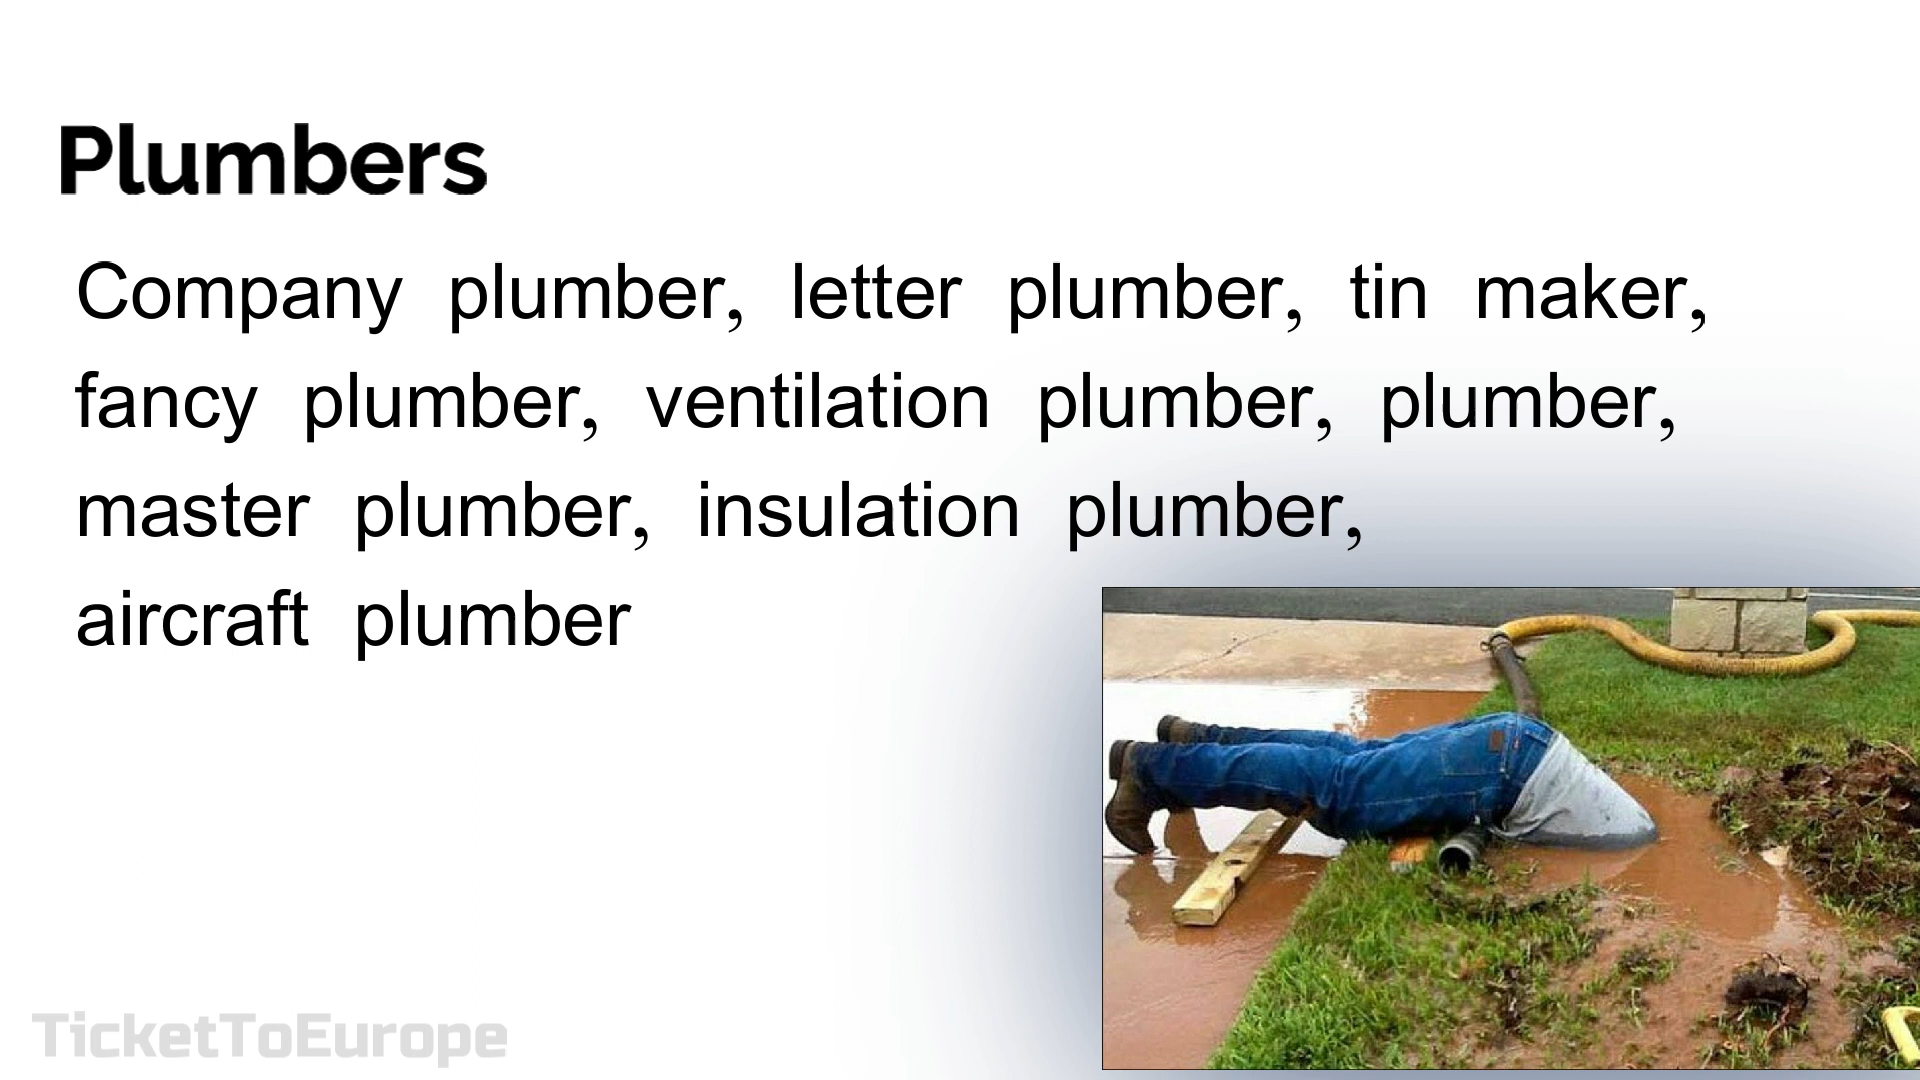 Plumbers
Company plumber, letter plumber, tin maker,
fancy plumber, ventilation plumber, plumber,
master plumber, insulation plumber,
aircraft plumber
TicketToEurope